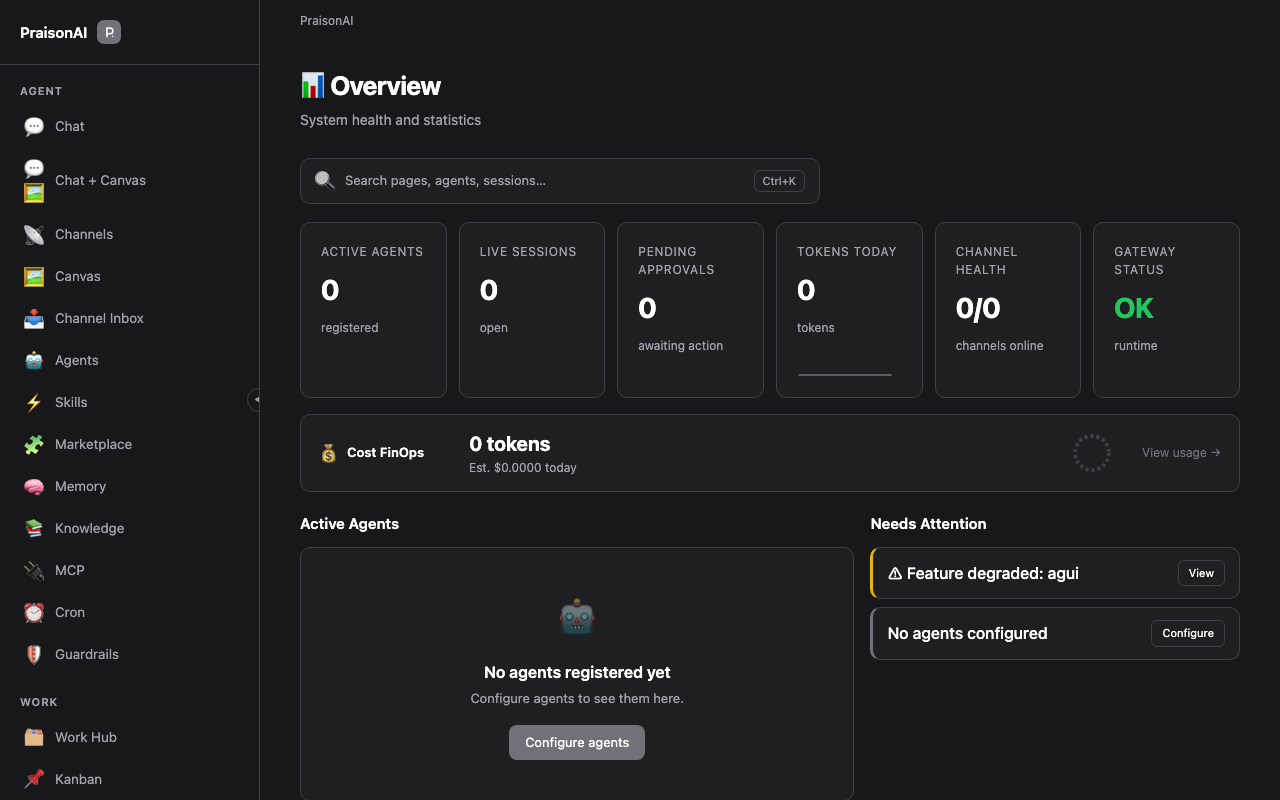 PraisonAI
P.
AGENT
Chat
Chat + Canvas
Channels
Canvas
Channel Inbox
Agents
Skills
Marketplace
Memory
Knowledge
MCP
Cron
Guardrails
WORK
Work Hub
Kanban
PraisonAI
Overview
System health and statistics
Search pages, agents, sessions...
Ctrl+K
ACTIVE AGENTS
0
registered
LIVE SESSIONS
0
open
PENDING
APPROVALS
0
awaiting action
TOKENS TODAY
0
tokens
CHANNEL
HEALTH
0/0
channels online
GATEWAY
STATUS
OK
runtime
Cost FinOps
0 tokens
Est. $0.0000 today
View usage →
Active Agents
No agents registered yet
Configure agents to see them here.
Configure agents
Needs Attention
⚠ Feature degraded: agui
View
No agents configured
Configure